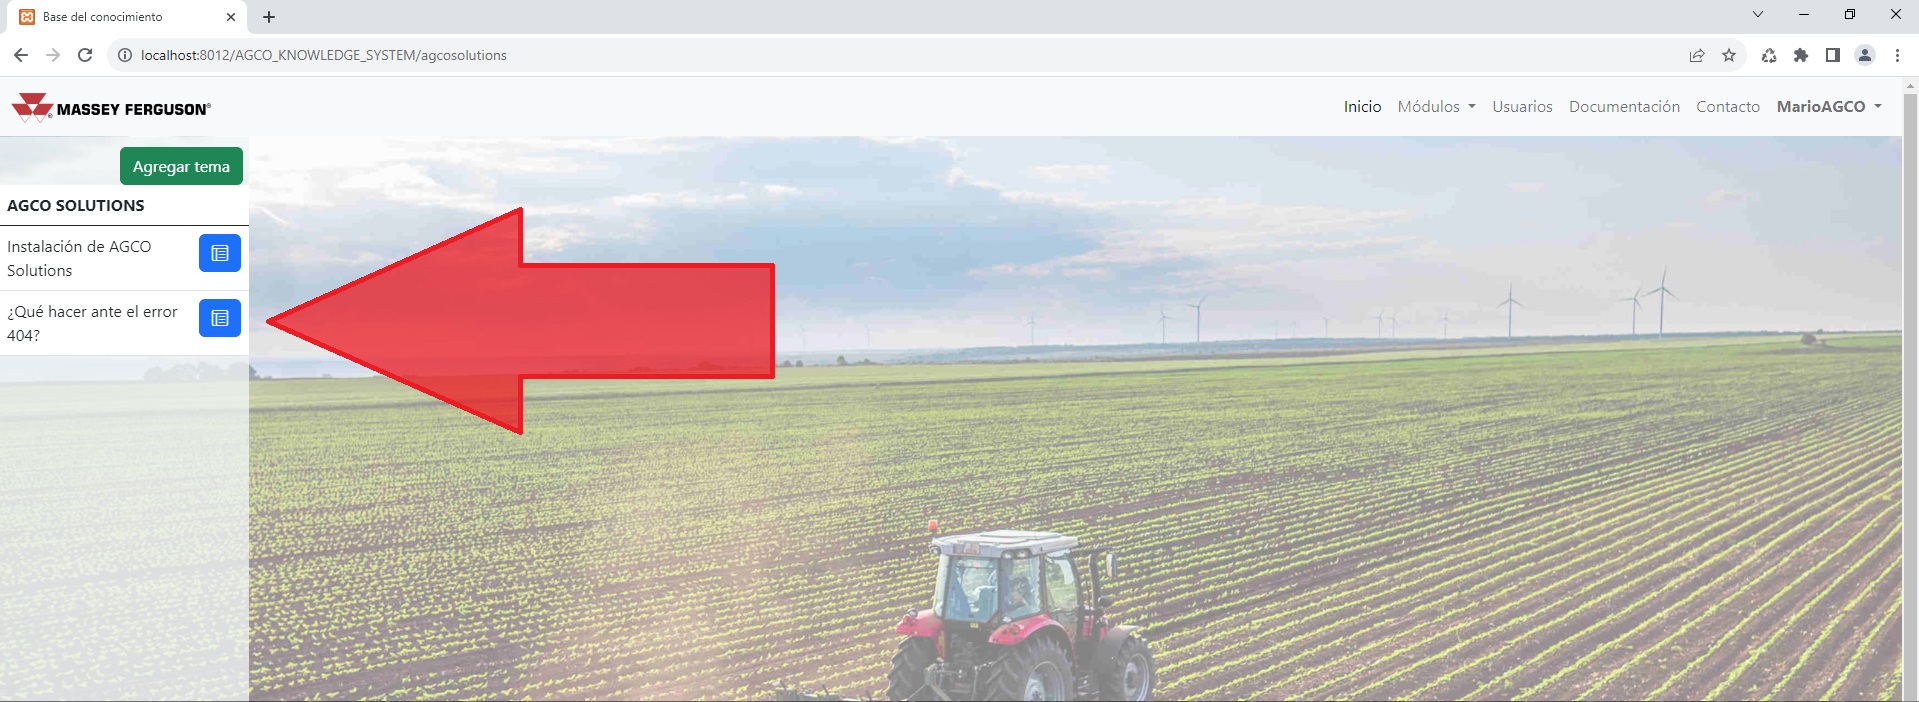 Base del conocimiento
localhost:8012/AGCO_KNOWLEDGE_SYSTEM/agcosolutions
MASSEY FERGUSON®
Inicio Módulos Usuarios Documentación Contacto MarioAGCO
Agregar tema
AGCO SOLUTIONS
Instalación de AGCO
Solutions
¿Qué hacer ante el error
404?